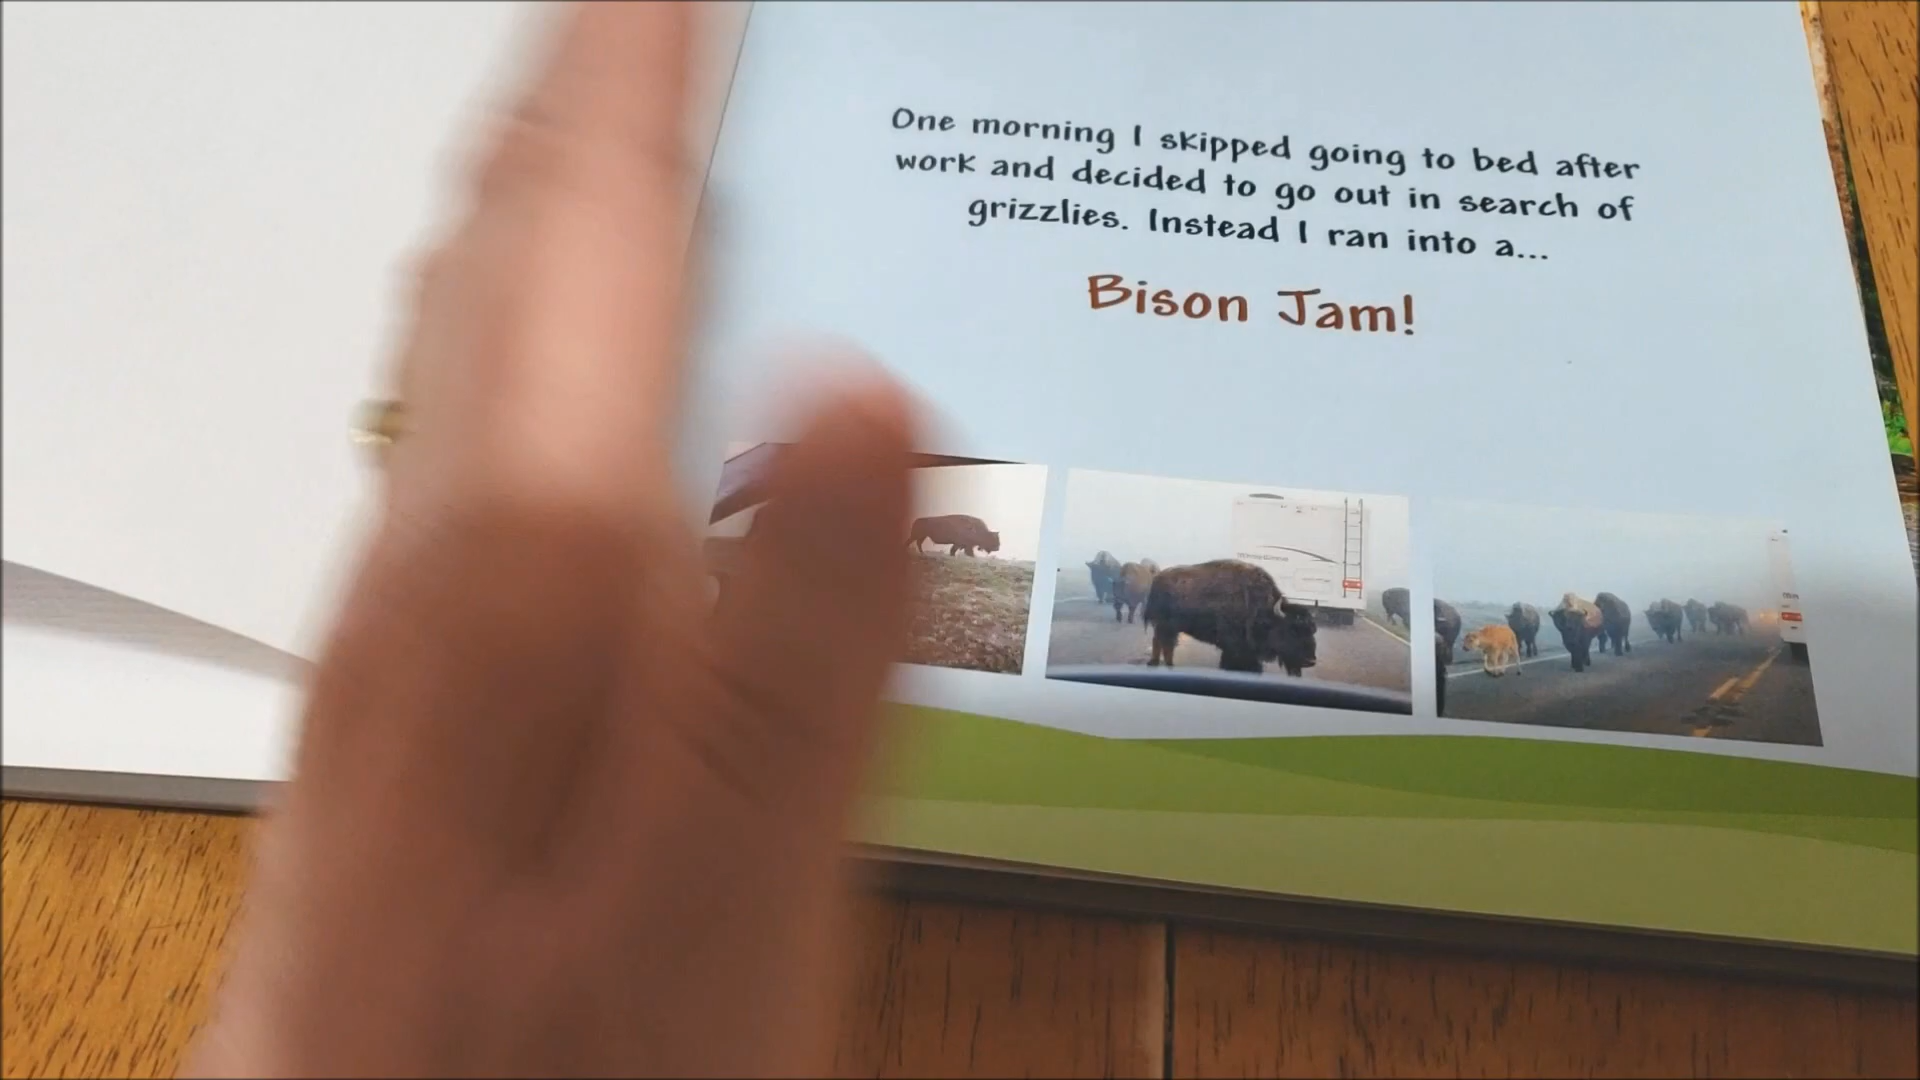 One morning I skipped going to bed after
work and decided to go out in search of
grizzlies. Instead I ran into a...
Bison Jam!